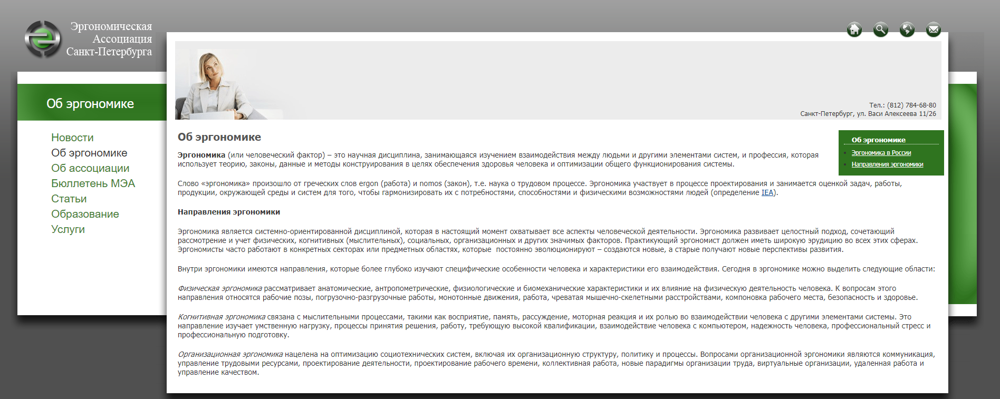 Эргономическая
Ассоциация
Санкт-Петербурга
Об эргономике
Новости
Об эргономике
Об ассоциации
Бюллетень МЭА
Статьи
Образование
Услуги
Тел.: (812) 784-68-80
Санкт-Петербург, ул. Васи Алексеева 11/26
Об эргономике
Эргономика (или человеческий фактор) – это научная дисциплина, занимающаяся изучением взаимодействия между людьми и другими элементами систем, и профессия, которая
использует теорию, законы, данные и методы конструирования в целях обеспечения здоровья человека и оптимизации общего функционирования системы.
Слово «эргономика» произошло от греческих слов ergon (работа) и nomos (закон), т.е. наука о трудовом процессе. Эргономика участвует в процессе проектирования и занимается оценкой задач, работы,
продукции, окружающей среды и систем для того, чтобы гармонизировать их с потребностями, способностями и физическими возможностями людей (определение IEA).
Направления эргономики
Эргономика является системно-ориентированной дисциплиной, которая в настоящий момент охватывает все аспекты человеческой деятельности. Эргономика развивает целостный подход, сочетающий
рассмотрение и учет физических, когнитивных (мыслительных), социальных, организационных и других значимых факторов. Практикующий эргономист должен иметь широкую эрудицию во всех этих сферах.
Эргономисты часто работают в конкретных секторах или предметных областях, которые  постоянно эволюционируют – создаются новые, а старые получают новые перспективы развития.
Внутри эргономики имеются направления, которые более глубоко изучают специфические особенности человека и характеристики его взаимодействия. Сегодня в эргономике можно выделить следующие области:
Физическая эргономика рассматривает анатомические, антропометрические, физиологические и биомеханические характеристики и их влияние на физическую деятельность человека. К вопросам этого
направления относятся рабочие позы, погрузочно-разгрузочные работы, монотонные движения, работа, чреватая мышечно-скелетными расстройствами, компоновка рабочего места, безопасность и здоровье.
Когнитивная эргономика связана с мыслительными процессами, такими как восприятие, память, рассуждение, моторная реакция и их ролью во взаимодействии человека с другими элементами системы. Это
направление изучает умственную нагрузку, процессы принятия решения, работу, требующую высокой квалификации, взаимодействие человека с компьютером, надежность человека, профессиональный стресс и
профессиональную подготовку.
Организационная эргономика нацелена на оптимизацию социотехнических систем, включая их организационную структуру, политику и процессы. Вопросами организационной эргономики являются коммуникация,
управление трудовыми ресурсами, проектирование деятельности, проектирование рабочего времени, коллективная работа, новые парадигмы организации труда, виртуальные организации, удаленная работа и
управление качеством.
Об эргономике
Эргономика в России
Направления эргономики